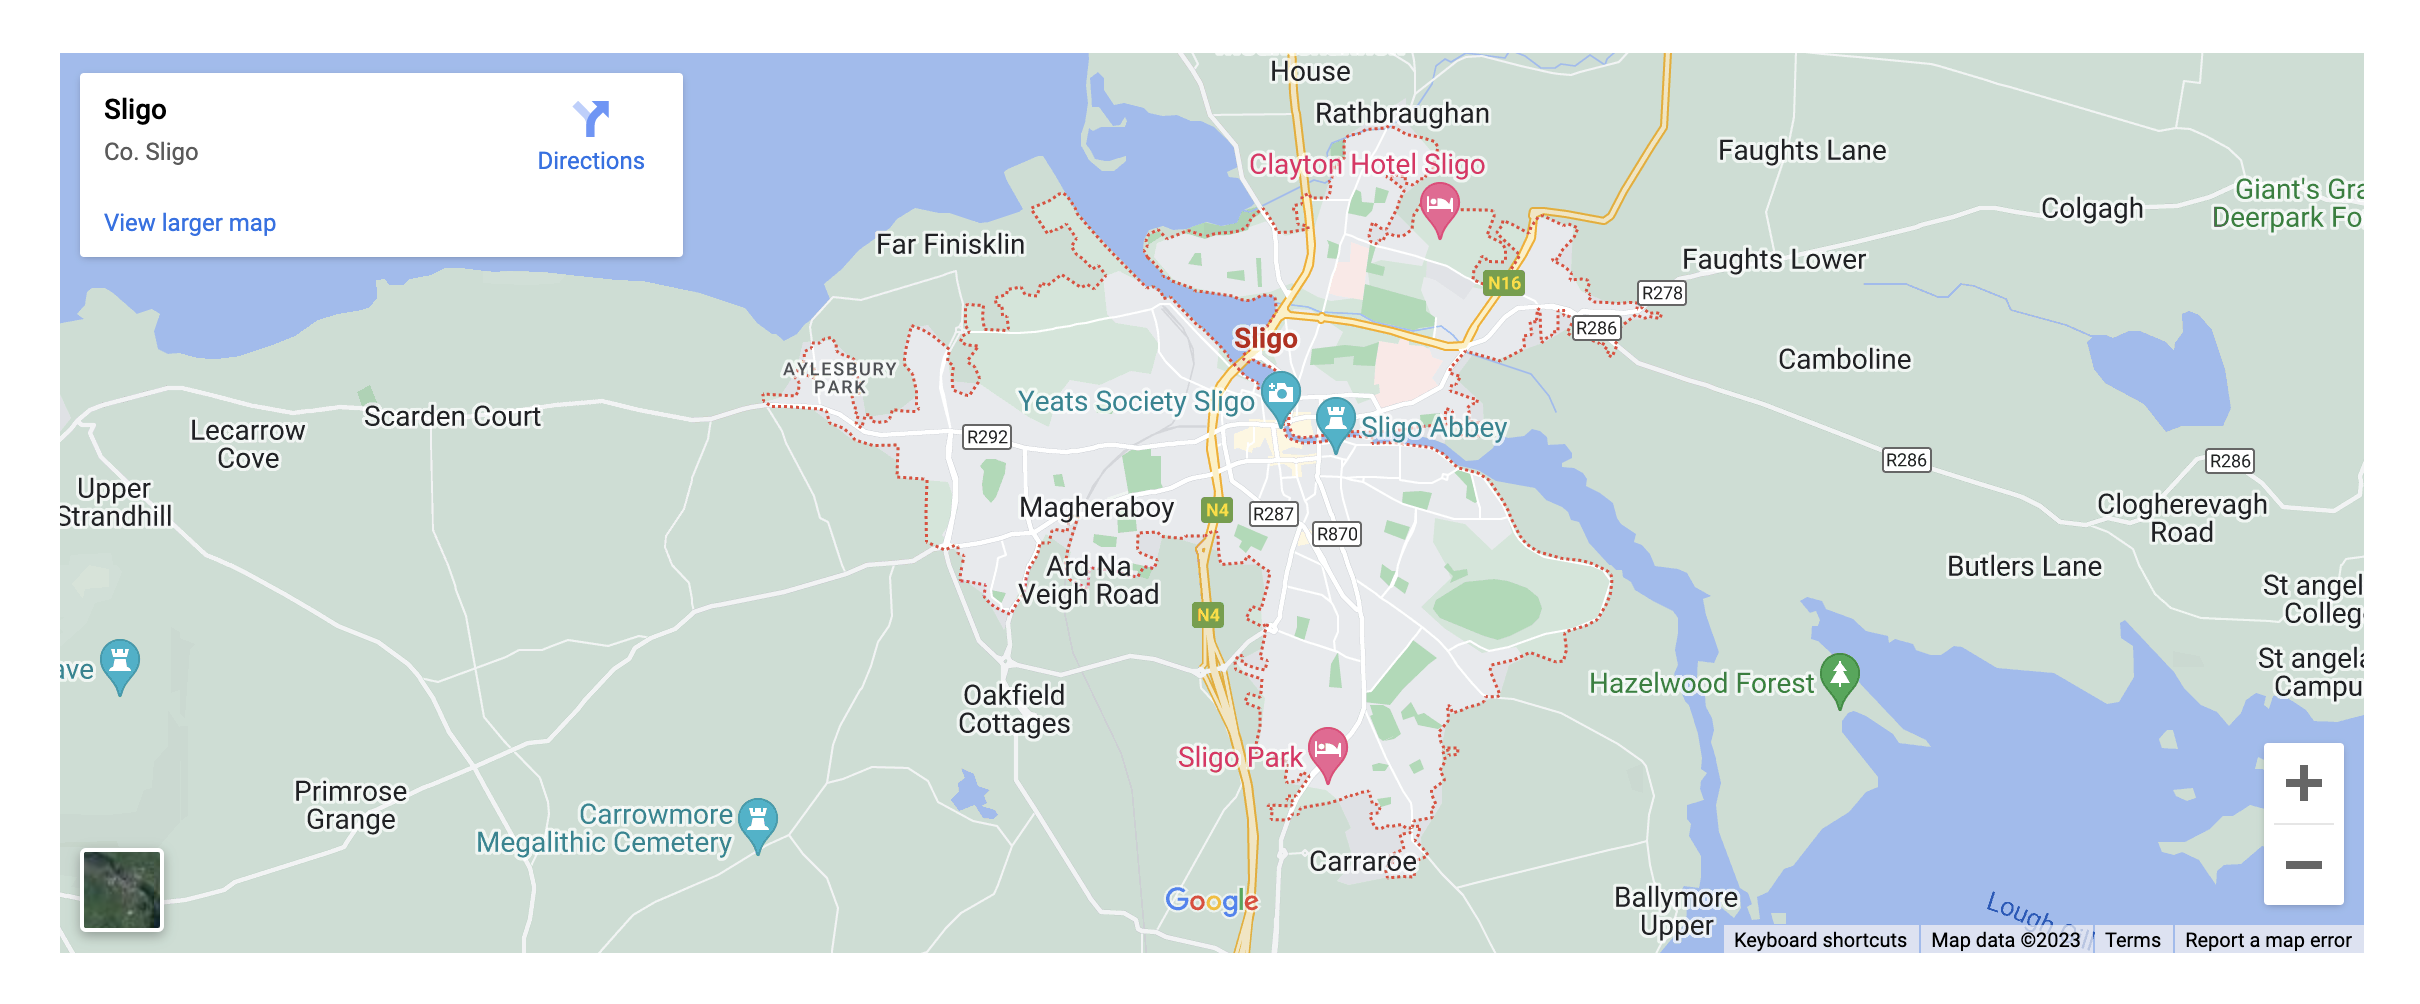 Sligo
Co. Sligo
Directions
View larger map
House
Rathbraughan
Clayton Hotel Sligo
Faughts Lane
Giant's Gra
Deerpark Fo
Colgagh
Far Finisklin
Faughts Lower
N16
R278
R286
Sligo
Camboline
AYLESBURY
PARK
Yeats Society Sligo
Sligo Abbey
Scarden Court
Lecarrow
Cove
R292
R286
R286
Upper
Strandhill
Magheraboy
N4
R287
R870
Clogherevagh
Road
Ard Na
Veigh Road
Butlers Lane
St angel
Colleg
N4
ave
St angela
Campu
Hazelwood Forest
Oakfield
Cottages
Sligo Park
Primrose
Grange
Carrowmore
Megalithic Cemetery
Carraroe
Google
Ballymore
Upper
Lough Gill
Keyboard shortcuts
Map data ©2023
Terms
Report a map error